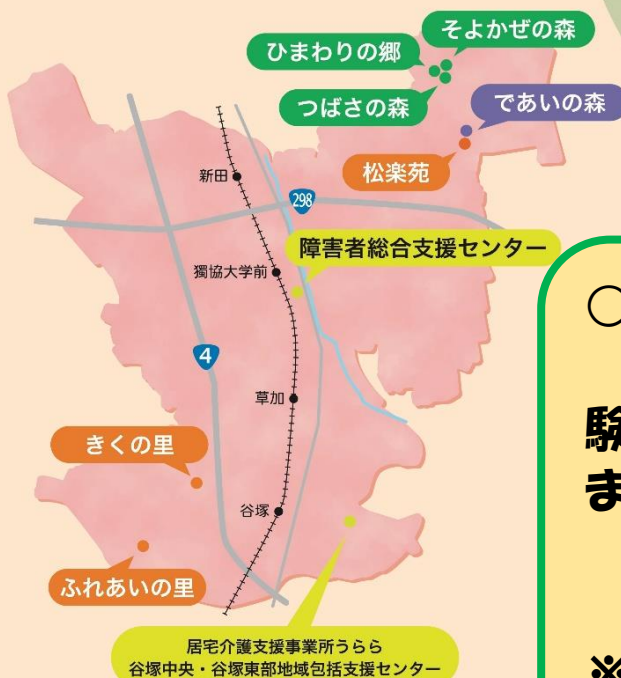 そよかぜの森
ひまわりの郷
つばさの森
であいの森
松楽苑
新田
298
障害者総合支援センター
獨協大学前
4
草加
きくの里
谷塚
ふれあいの里
居宅介護支援事業所うらら
谷塚中央・谷塚東部地域包括支援センター
○
験
ま
※